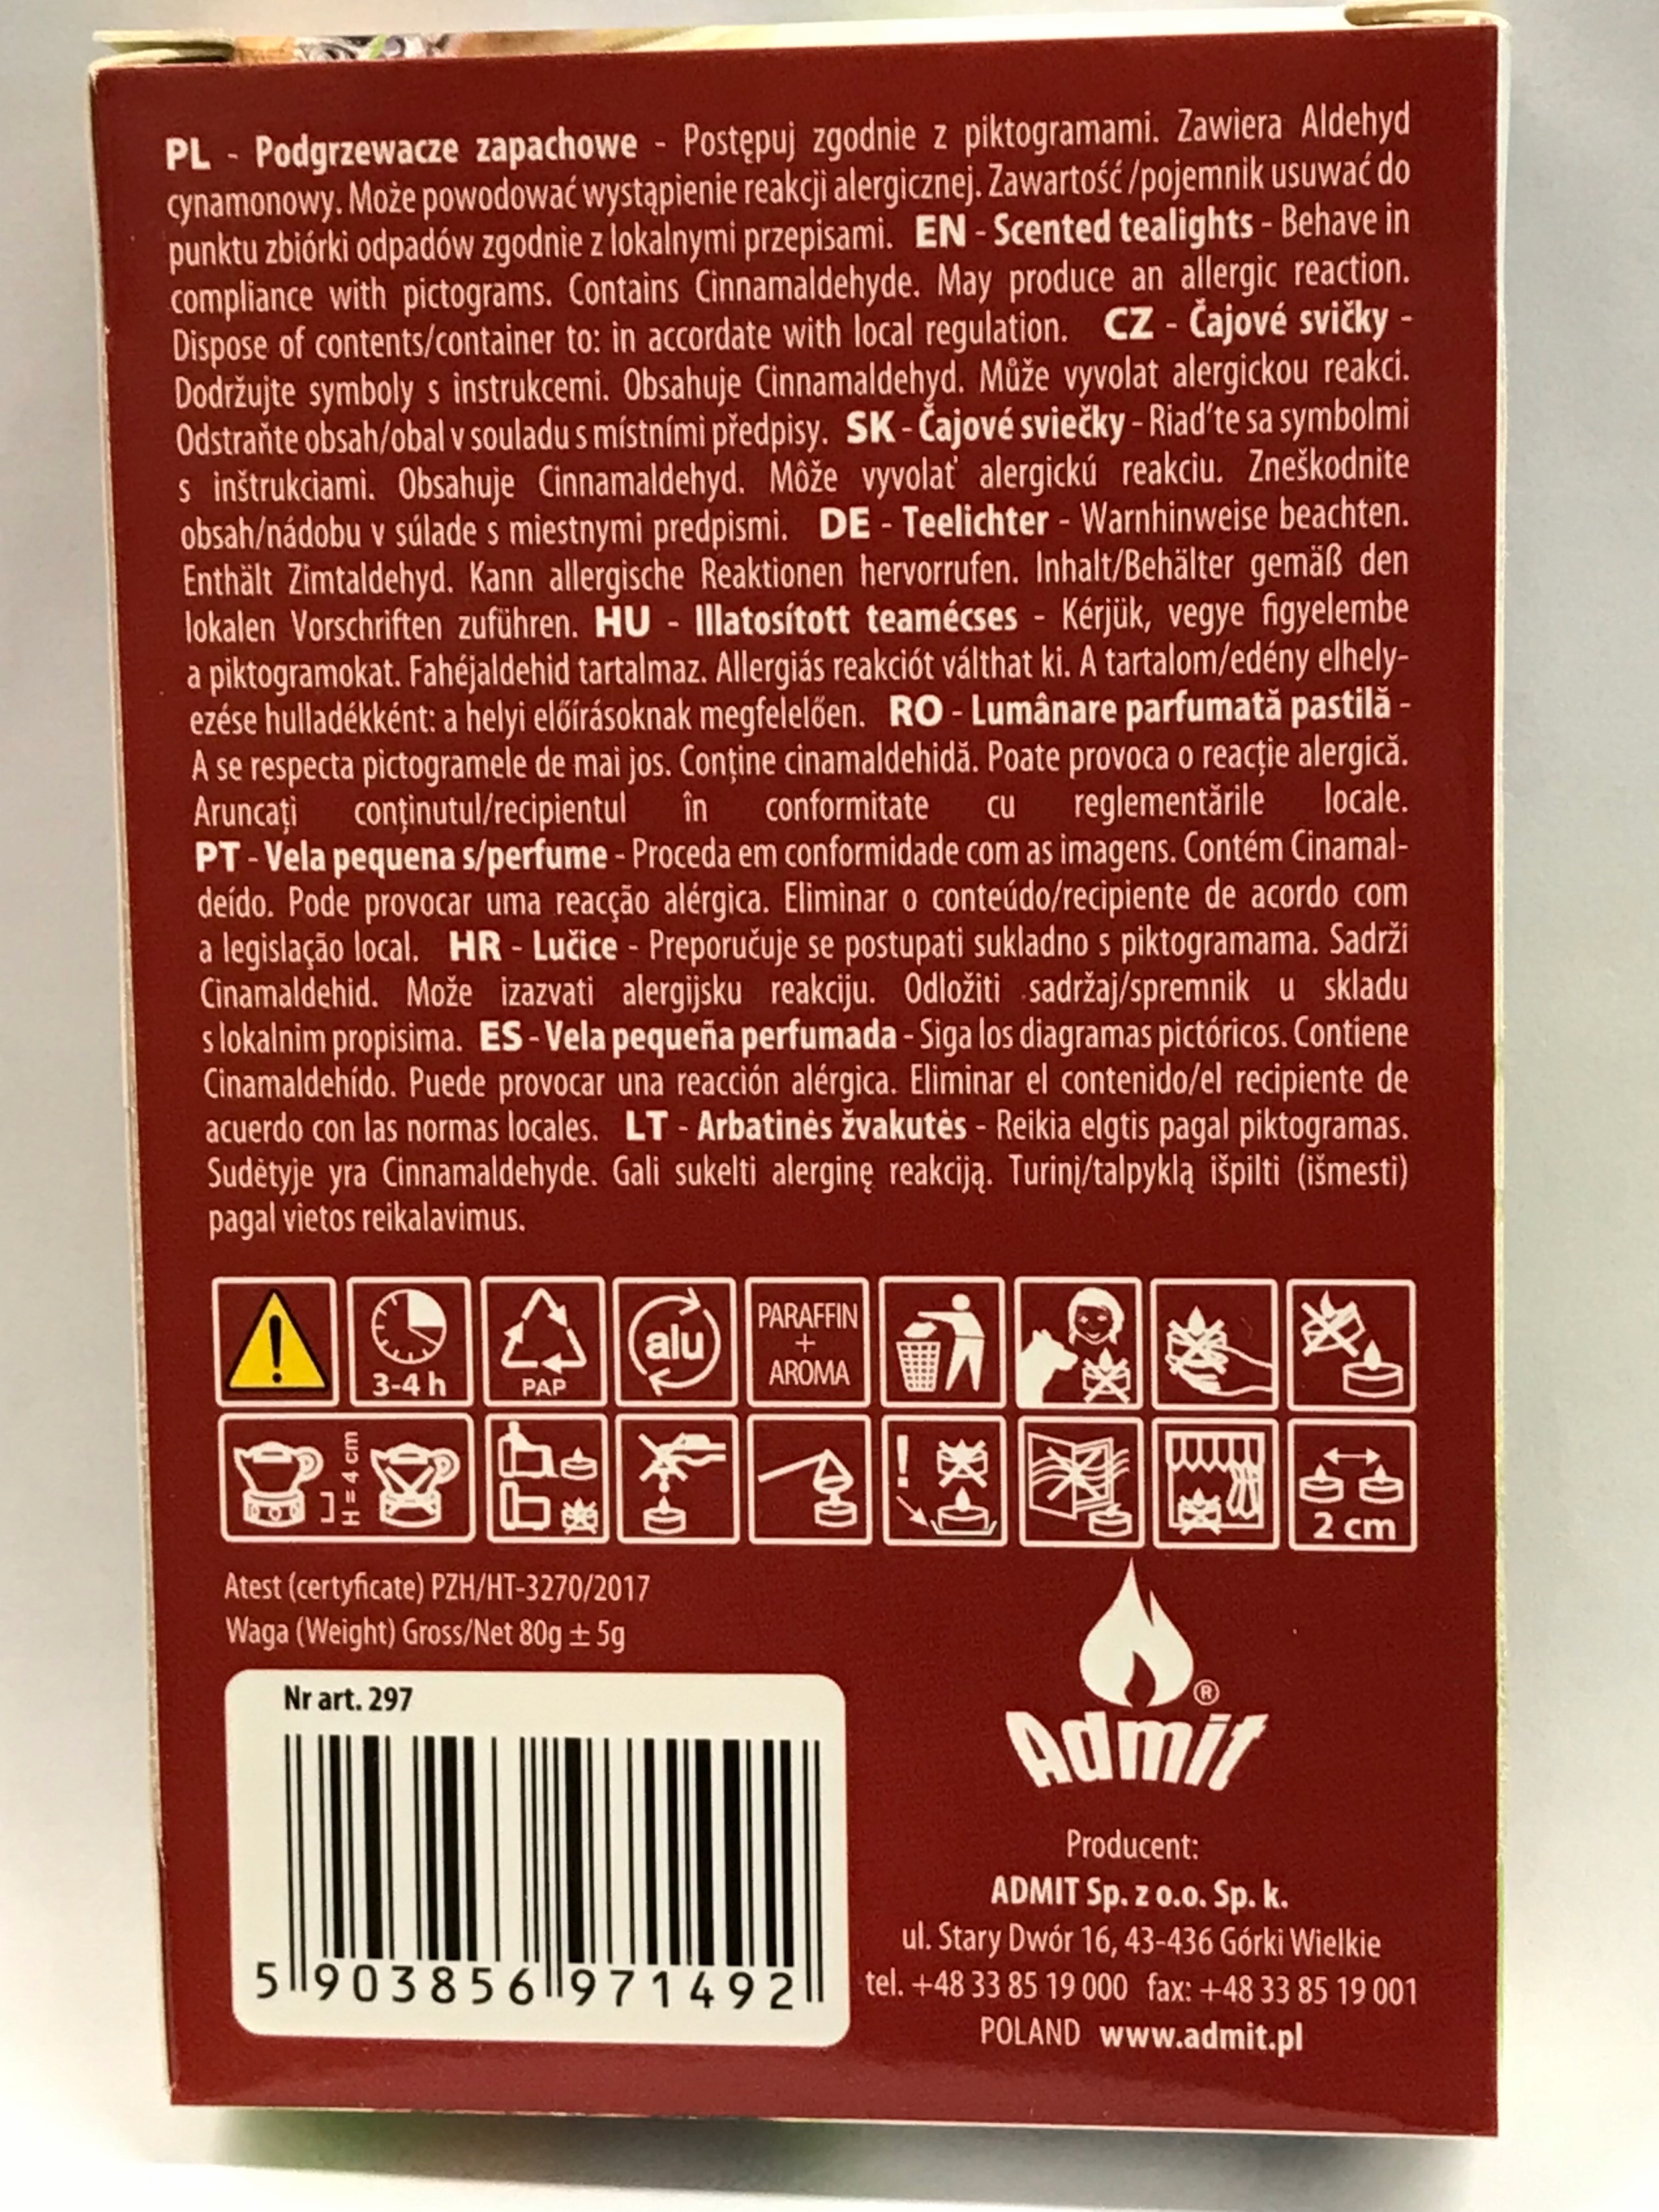 PL - Podgrzewacze zapachowe - Postępuj zgodnie z piktogramami. Zawiera Aldehyd
cynamonowy. Może powodować wystąpienie reakcji alergicznej. Zawartość /pojemnik usuwać do
punktu zbiórki odpadów zgodnie z lokalnymi przepisami. EN - Scented tealights - Behave in
compliance with pictograms. Contains Cinnamaldehyde. May produce an allergic reaction.
Dispose of contents/container to: in accordate with local regulation. CZ - Čajové svičky -
Dodržujte symboly s instrukcemi. Obsahuje Cinnamaldehyd. Může vyvolat alergickou reakci.
Odstraňte obsah/obal v souladu s místními předpisy. SK - Čajové sviečky - Riaď'te sa symbolmi
s inštrukciami. Obsahuje Cinnamaldehyd. Môže vyvolať alergickú reakciu. Zneškodnite
obsah/nádobu v súlade s miestnymi predpismi. DE - Teelichter - Warnhinweise beachten.
Enthält Zimtaldehyd. Kann allergische Reaktionen hervorrufen. Inhalt/Behälter gemäß den
lokalen Vorschriften zuführen. HU - Illatosított teamécses - Kérjük, vegye figyelembe
a piktogramokat. Fahéjaldehid tartalmaz. Allergiás reakciót válthat ki. A tartalom/edény elhely-
ezése hulladékként: a helyi előírásoknak megfelelően. RO - Lumânare parfumată pastilă -
A se respecta pictogramele de mai jos. Conține cinamaldehidă. Poate provoca o reacție alergică.
Aruncați conținutul/recipientul în conformitate cu reglementările locale.
PT - Vela pequena s/perfume - Proceda em conformidade com as imagens. Contém Cinamal-
deído. Pode provocar uma reacção alérgica. Eliminar o conteúdo/recipiente de acordo com
a legislação local. HR - Lučice - Preporučuje se postupati sukladno s piktogramama. Sadrži
Cinamaldehid. Može izazvati alergijsku reakciju. Odložiti sadržaj/spremnik u skladu
s lokalnim propisima. ES - Vela pequeña perfumada - Siga los diagramas pictóricos. Contiene
Cinamaldehído. Puede provocar una reacción alérgica. Eliminar el contenido/el recipiente de
acuerdo con las normas locales. LT - Arbatinės žvakutės - Reikia elgtis pagal piktogramas.
Sudėtyje yra Cinnamaldehyde. Gali sukelti alerginę reakciją. Turinį/talpyklą išpilti (išmesti)
pagal vietos reikalavimus.
3-4 h
PAP
alu
PARAFFIN
+
AROMA
H = 4 cm
!
2 cm
Atest (certyficate) PZH/HT-3270/2017
Waga (Weight) Gross/Net 80g ± 5g
Nr art. 297
5 903856 971492
Admit®
Producent:
ADMIT Sp. z o.o. Sp. k.
ul. Stary Dwór 16, 43-436 Górki Wielkie
tel. +48 33 85 19 000 fax: +48 33 85 19 001
POLAND www.admit.pl